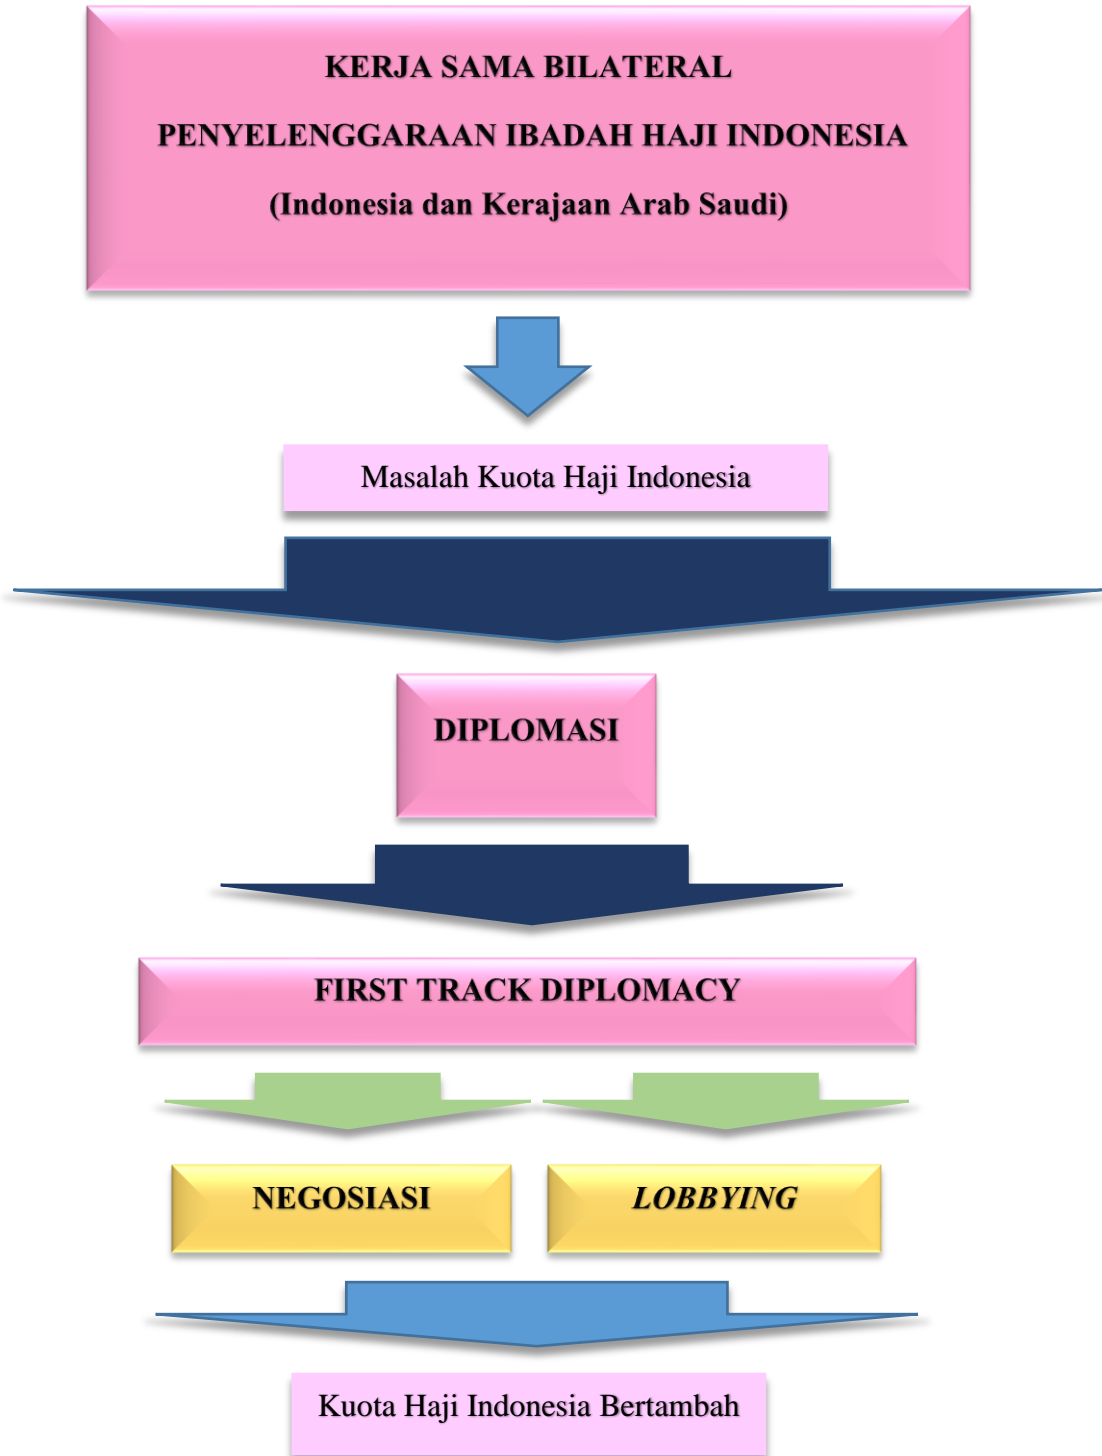 KERJA SAMA BILATERAL
PENYELENGGARAAN IBADAH HAJI INDONESIA
(Indonesia dan Kerajaan Arab Saudi)
Masalah Kuota Haji Indonesia
DIPLOMASI
FIRST TRACK DIPLOMACY
NEGOSIASI
LOBBYING
Kuota Haji Indonesia Bertambah